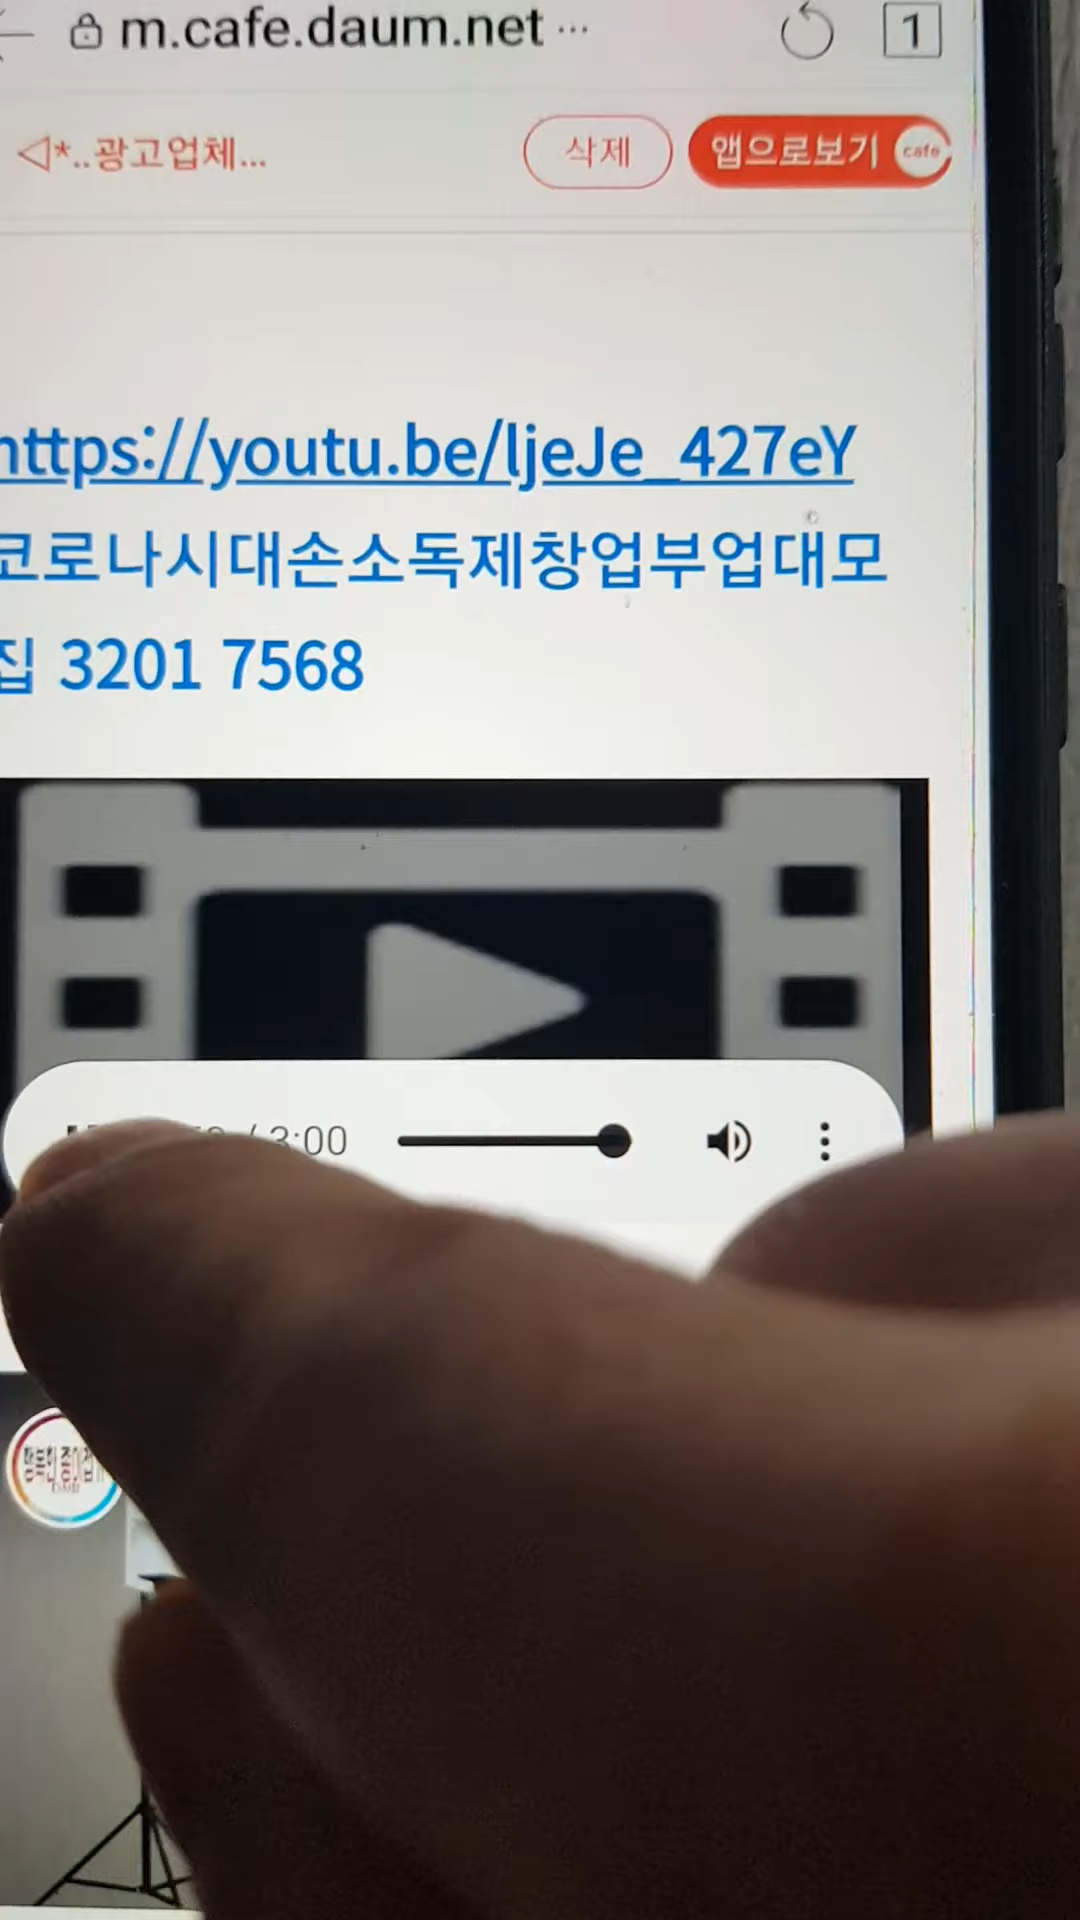 m.cafe.daum.net ...
1
◁*..광고업체...
삭제
앱으로보기
cafe
https://youtu.be/ljeJe_427eY
코로나시대손소독제창업부업대모
집 3201 7568
/ 3:00